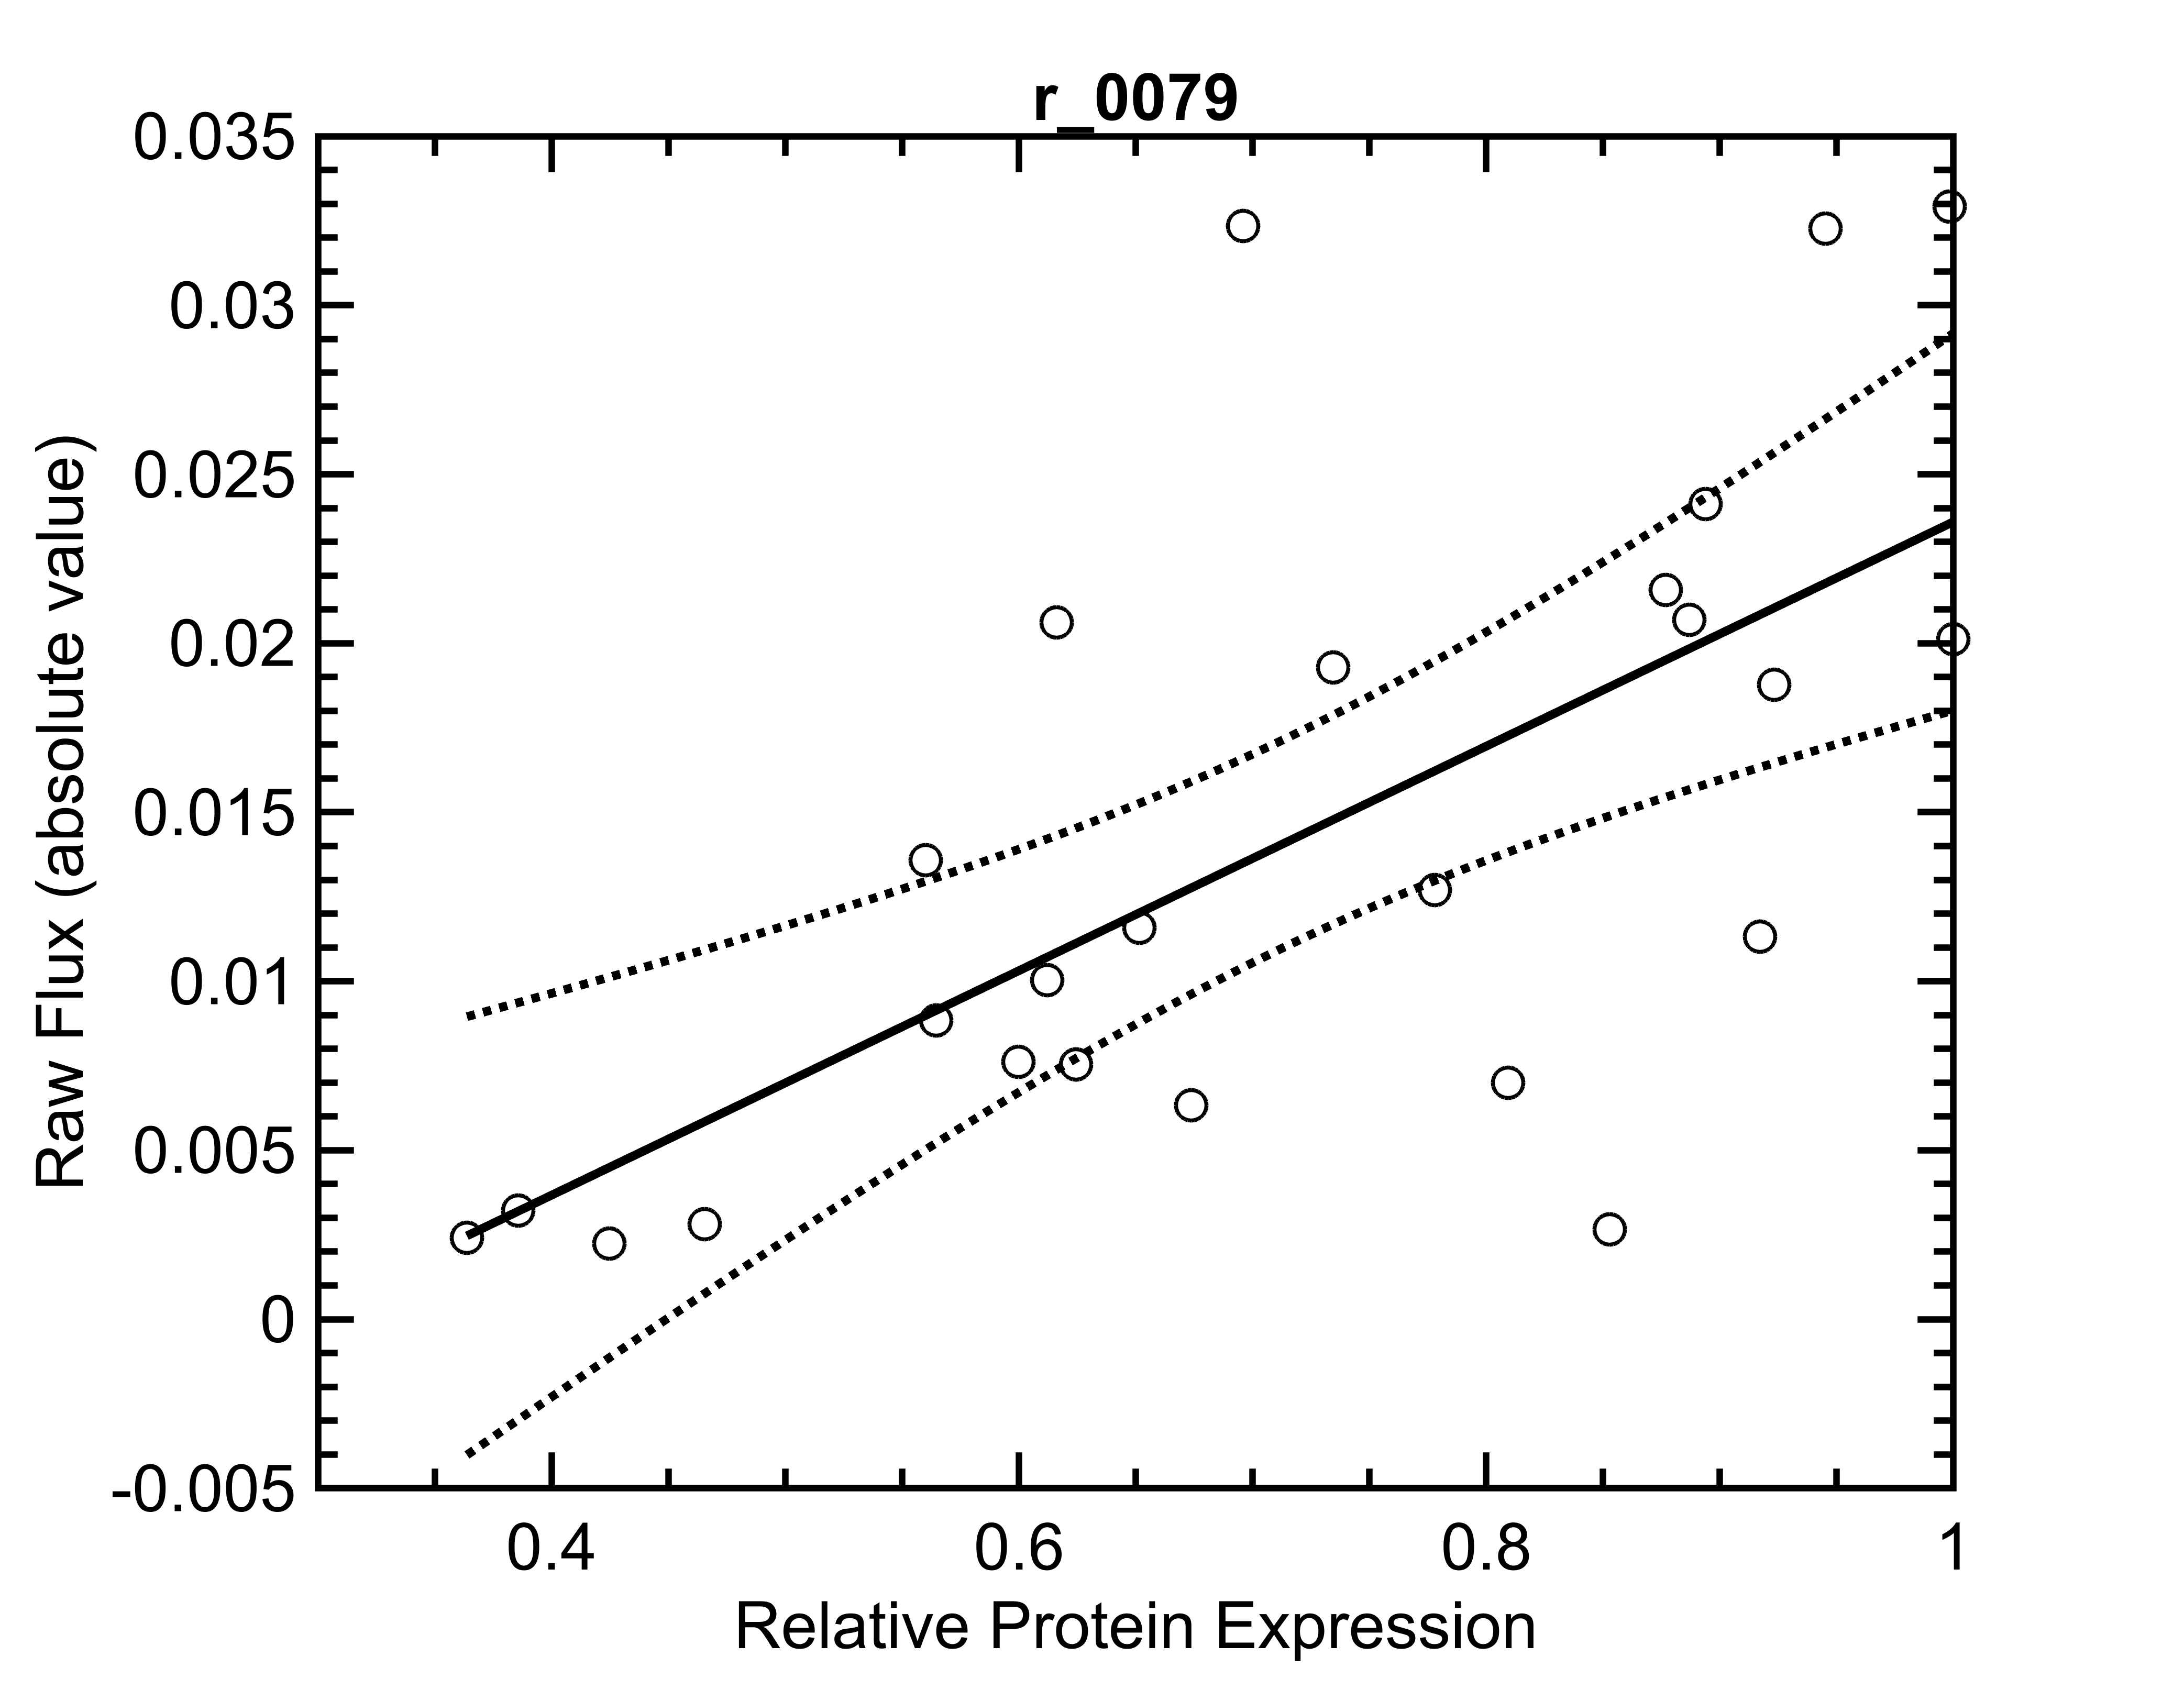 r_0079
0.035
0.03
0.025
0.02
0.015
0.01
0.005
0
-0.005
Raw Flux (absolute value)
0.4 0.6 0.8 1
Relative Protein Expression